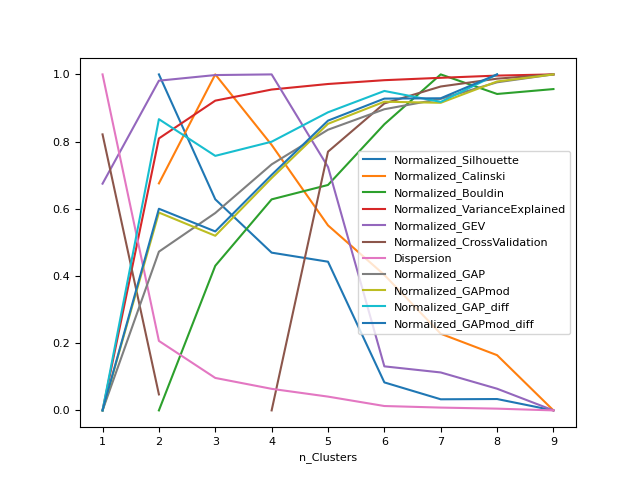 1.0
0.8
0.6
0.4
0.2
0.0
Normalized_Silhouette
Normalized_Calinski
Normalized_Bouldin
Normalized_VarianceExplained
Normalized_GEV
Normalized_CrossValidation
Dispersion
Normalized_GAP
Normalized_GAPmod
Normalized_GAP_diff
Normalized_GAPmod_diff
1 2 3 4 5 6 7 8 9
n_Clusters